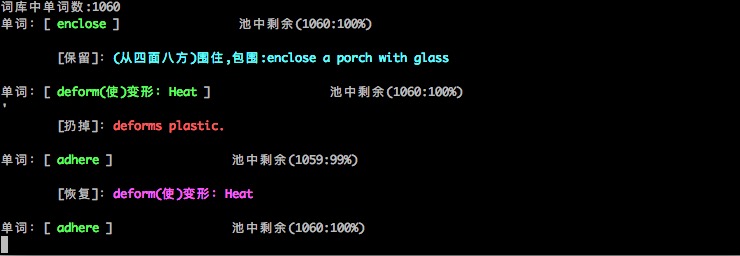 词库中单词数:1060
单词: [ enclose ] 池中剩余(1060:100%)
[保留]: (从四面八方)围住,包围:enclose a porch with glass
单词: [ deform(使)变形: Heat ] 池中剩余(1060:100%)
'
[扔掉]: deforms plastic.
单词: [ adhere ] 池中剩余(1059:99%)
[恢复]: deform(使)变形: Heat
单词: [ adhere ] 池中剩余(1060:100%)